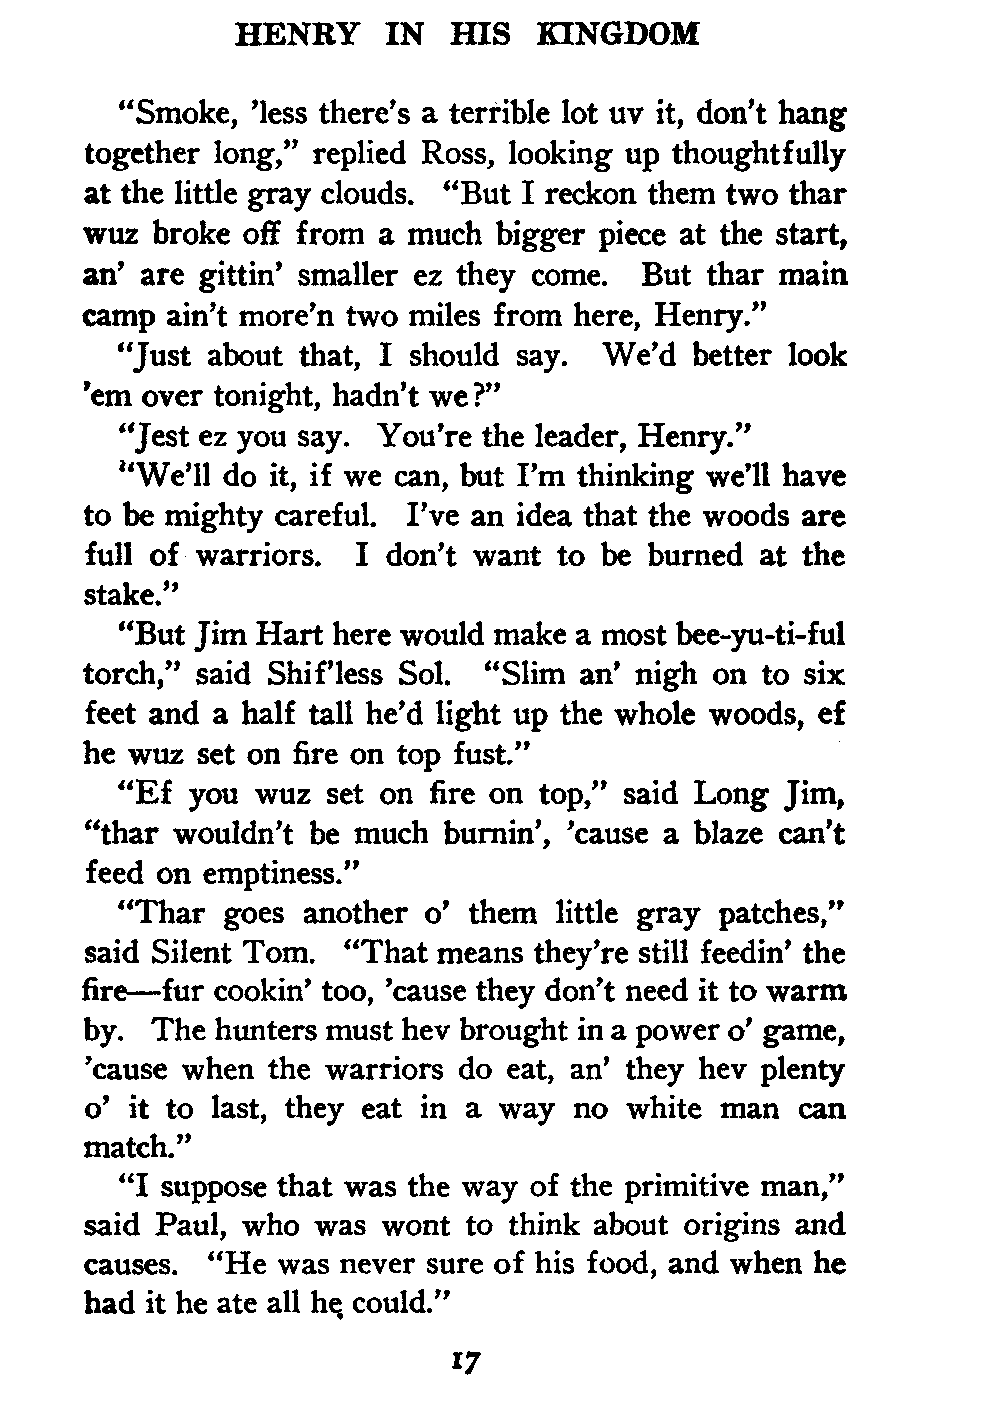 HENRY IN HIS KINGDOM
“Smoke, ’less there’s a terrible lot uv it, don’t hang
together long,” replied Ross, looking up thoughtfully
at the little gray clouds. “But I reckon them two thar
wuz broke off from a much bigger piece at the start,
an’ are gittin’ smaller ez they come. But thar main
camp ain’t more’n two miles from here, Henry.”
“Just about that, I should say. We’d better look
’em over tonight, hadn’t we?”
“Jest ez you say. You’re the leader, Henry.”
“We’ll do it, if we can, but I’m thinking we’ll have
to be mighty careful. I’ve an idea that the woods are
full of warriors. I don’t want to be burned at the
stake.”
“But Jim Hart here would make a most bee-yu-ti-ful
torch,” said Shif’less Sol. “Slim an’ nigh on to six
feet and a half tall he’d light up the whole woods, ef
he wuz set on fire on top fust.”
“Ef you wuz set on fire on top,” said Long Jim,
“thar wouldn’t be much burnin’, ’cause a blaze can’t
feed on emptiness.”
“Thar goes another o’ them little gray patches,”
said Silent Tom. “That means they’re still feedin’ the
fire—fur cookin’ too, ’cause they don’t need it to warm
by. The hunters must hev brought in a power o’ game,
’cause when the warriors do eat, an’ they hev plenty
o’ it to last, they eat in a way no white man can
match.”
“I suppose that was the way of the primitive man,”
said Paul, who was wont to think about origins and
causes. “He was never sure of his food, and when he
had it he ate all he could.”
17